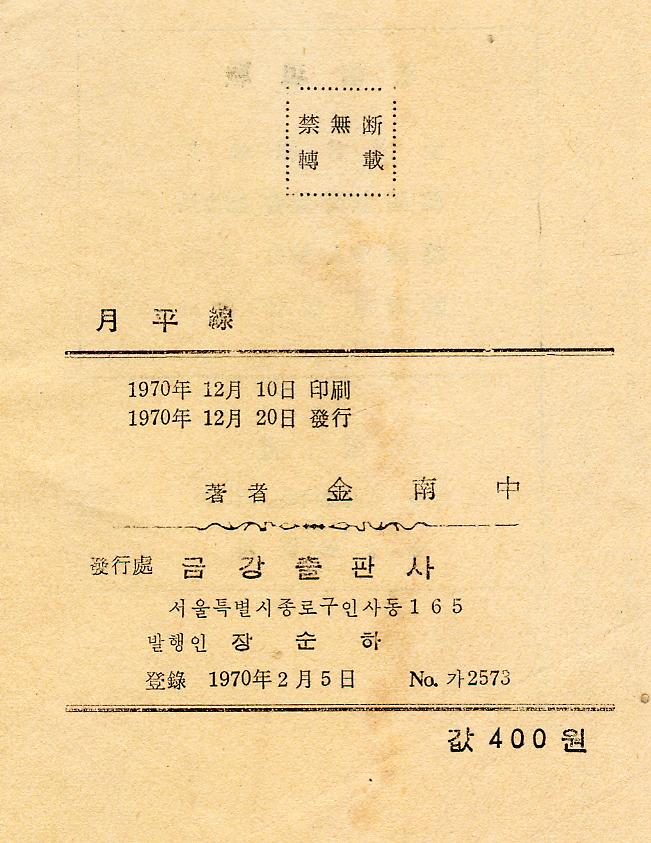 禁無断
轉載
月平線
1970年 12月 10日 印刷
1970年 12月 20日 發行
著者 金南中
發行處 금강출판사
서울특별시종로구인사동165
발행인 장순하
登錄 1970年2月5日 No. 가2573
값 400원